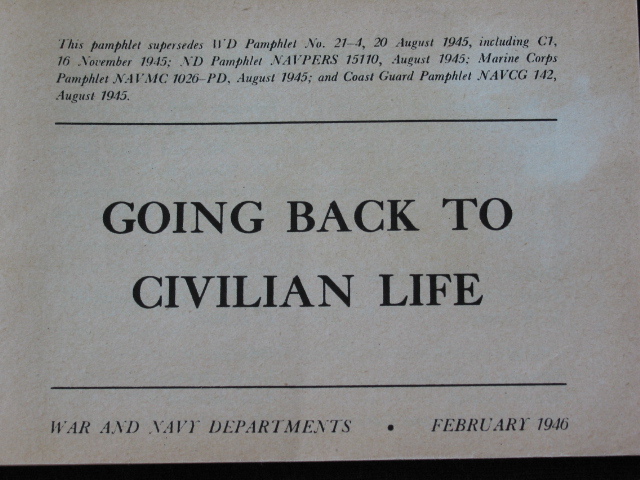 This pamphlet supersedes WD Pamphlet No. 21–4, 20 August 1945, including C1,
16 November 1945; ND Pamphlet NAVPERS 15110, August 1945; Marine Corps
Pamphlet NAVMC 1026–PD, August 1945; and Coast Guard Pamphlet NAVCG 142,
August 1945.
GOING BACK TO
CIVILIAN LIFE
WAR AND NAVY DEPARTMENTS • FEBRUARY 1946